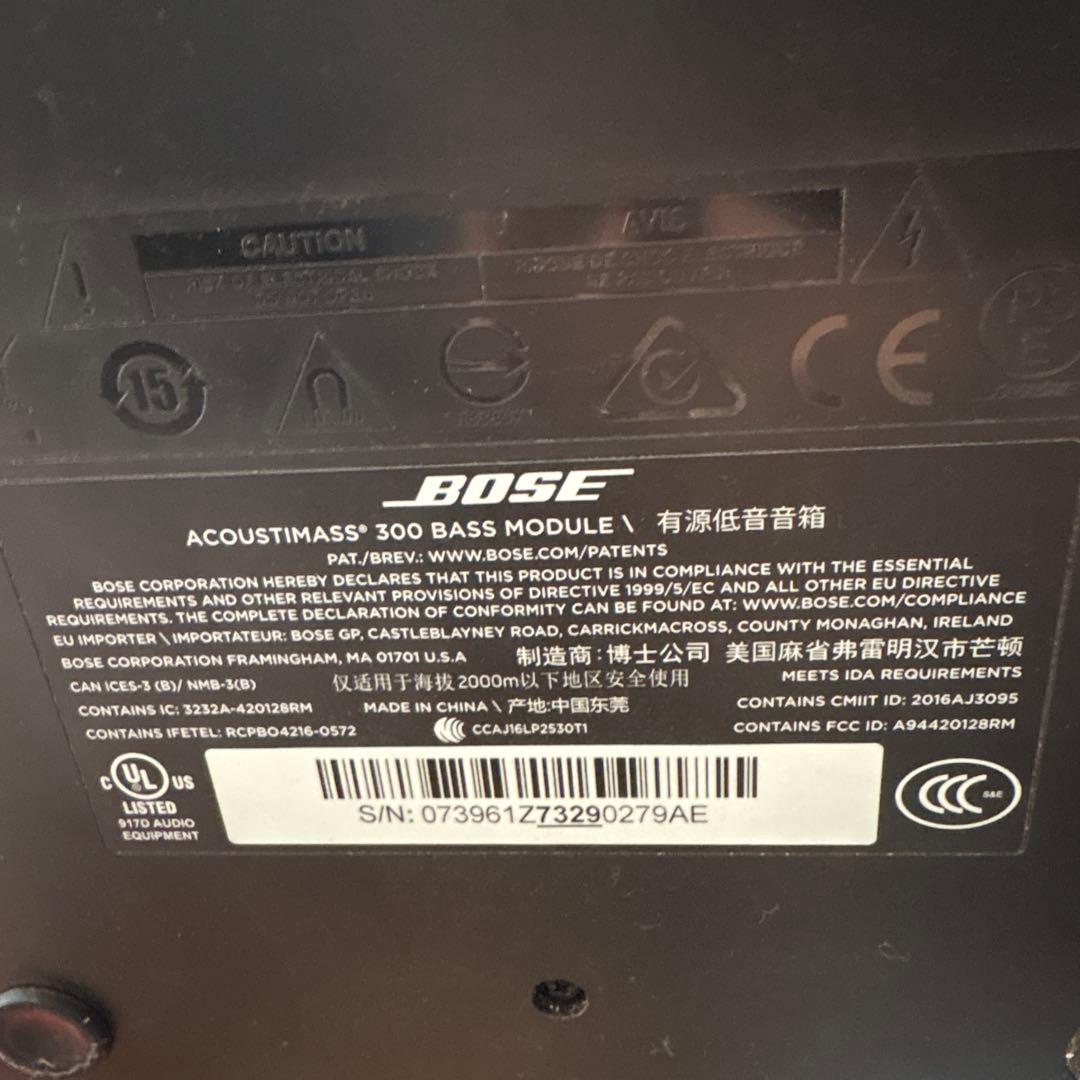 CAUTION AVIS
15
CE
BOSE
ACOUSTIMASS® 300 BASS MODULE \ 有源低音音箱
PAT./BREV.: WWW.BOSE.COM/PATENTS
BOSE CORPORATION HEREBY DECLARES THAT THIS PRODUCT IS IN COMPLIANCE WITH THE ESSENTIAL
REQUIREMENTS AND OTHER RELEVANT PROVISIONS OF DIRECTIVE 1999/5/EC AND ALL OTHER EU DIRECTIVE
REQUIREMENTS. THE COMPLETE DECLARATION OF CONFORMITY CAN BE FOUND AT: WWW.BOSE.COM/COMPLIANCE
EU IMPORTER \ IMPORTATEUR: BOSE GP, CASTLEBLAYNEY ROAD, CARRICKMACROSS, COUNTY MONAGHAN, IRELAND
BOSE CORPORATION FRAMINGHAM, MA 01701 U.S.A 制造商:博士公司 美国麻省弗雷明汉市芒顿
CAN ICES-3 (B)/ NMB-3(B) 仅适用于海拔2000m以下地区安全使用 MEETS IDA REQUIREMENTS
CONTAINS IC: 3232A-420128RM MADE IN CHINA \ 产地:中国东莞 CONTAINS CMIIT ID: 2016AJ3095
CONTAINS IFETEL: RCPBO4216-0572 CCAJ16LP2530T1 CONTAINS FCC ID: A94420128RM
C UL US
LISTED
917D AUDIO
EQUIPMENT
S/N: 073961Z73290279AE
CCC S&E